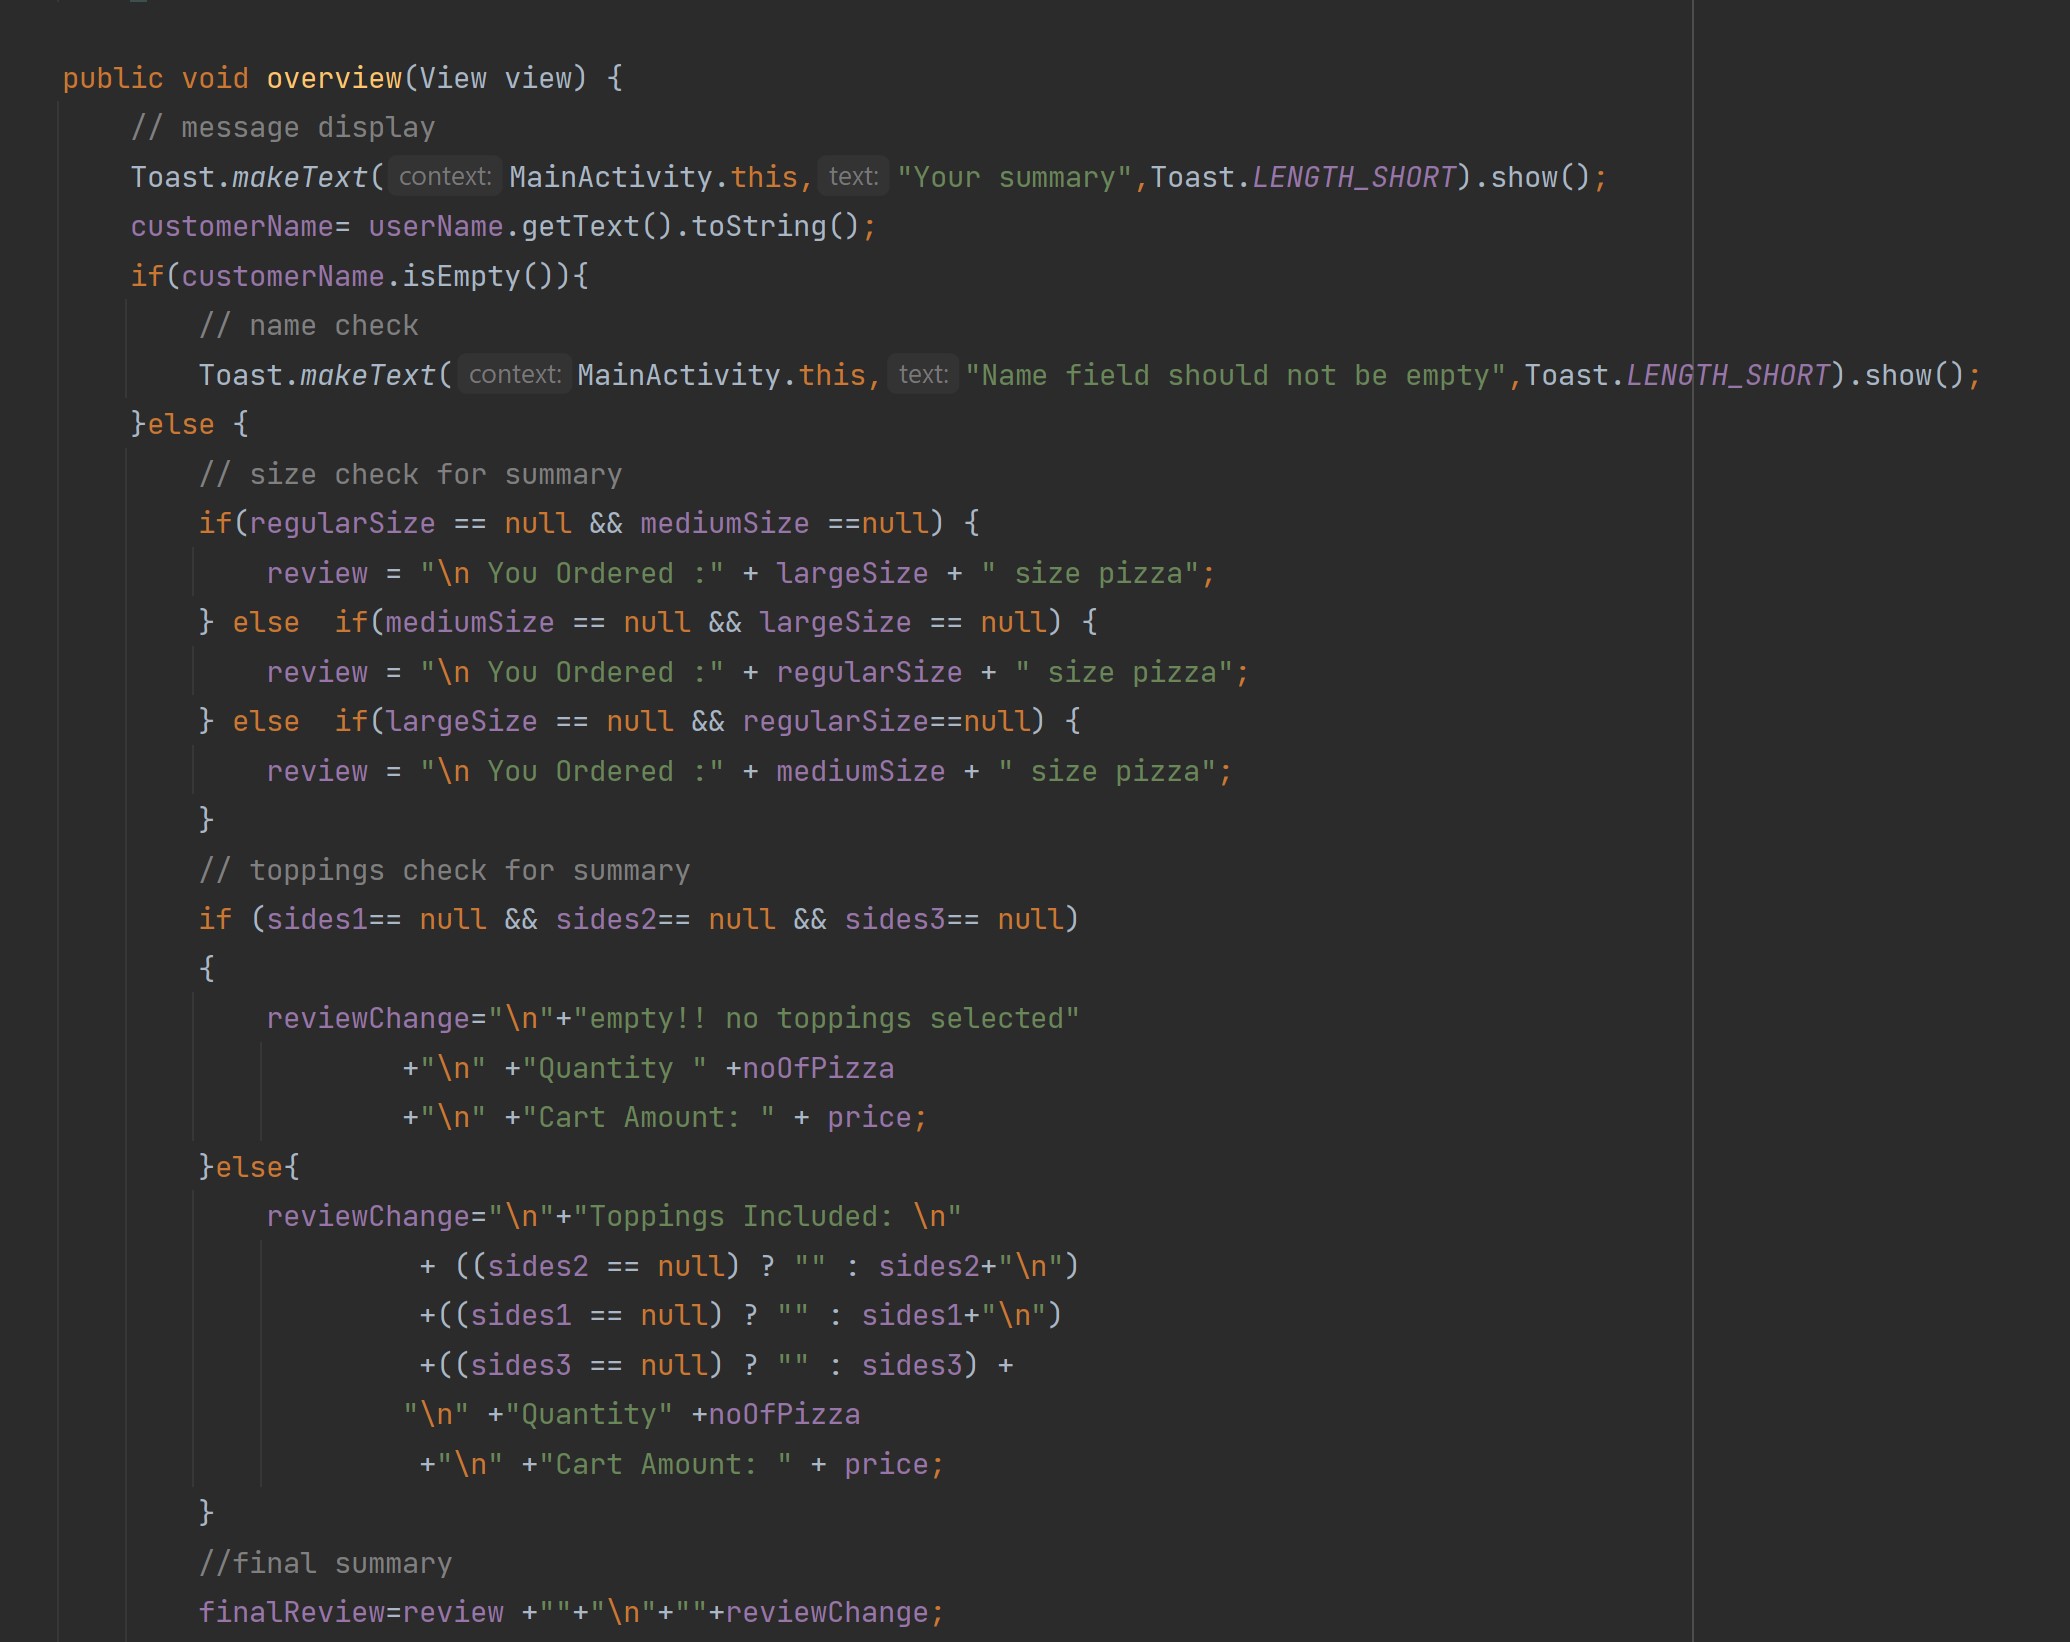 public void overview(View view) {
// message display
Toast.makeText( context: MainActivity.this, text: "Your summary",Toast.LENGTH_SHORT).show();
customerName= userName.getText().toString();
if(customerName.isEmpty()){
// name check
Toast.makeText( context: MainActivity.this, text: "Name field should not be empty",Toast.LENGTH_SHORT).show();
}else {
// size check for summary
if(regularSize == null && mediumSize ==null) {
review = "\n You Ordered :" + largeSize + " size pizza";
} else  if(mediumSize == null && largeSize == null) {
review = "\n You Ordered :" + regularSize + " size pizza";
} else  if(largeSize == null && regularSize==null) {
review = "\n You Ordered :" + mediumSize + " size pizza";
}
// toppings check for summary
if (sides1== null && sides2== null && sides3== null)
{
reviewChange="\n"+"empty!! no toppings selected"
+"\n" +"Quantity " +noOfPizza
+"\n" +"Cart Amount: " + price;
}else{
reviewChange="\n"+"Toppings Included: \n"
+ ((sides2 == null) ? "" : sides2+"\n")
+((sides1 == null) ? "" : sides1+"\n")
+((sides3 == null) ? "" : sides3) +
"\n" +"Quantity" +noOfPizza
+"\n" +"Cart Amount: " + price;
}
//final summary
finalReview=review +""+"\n"+""+reviewChange;